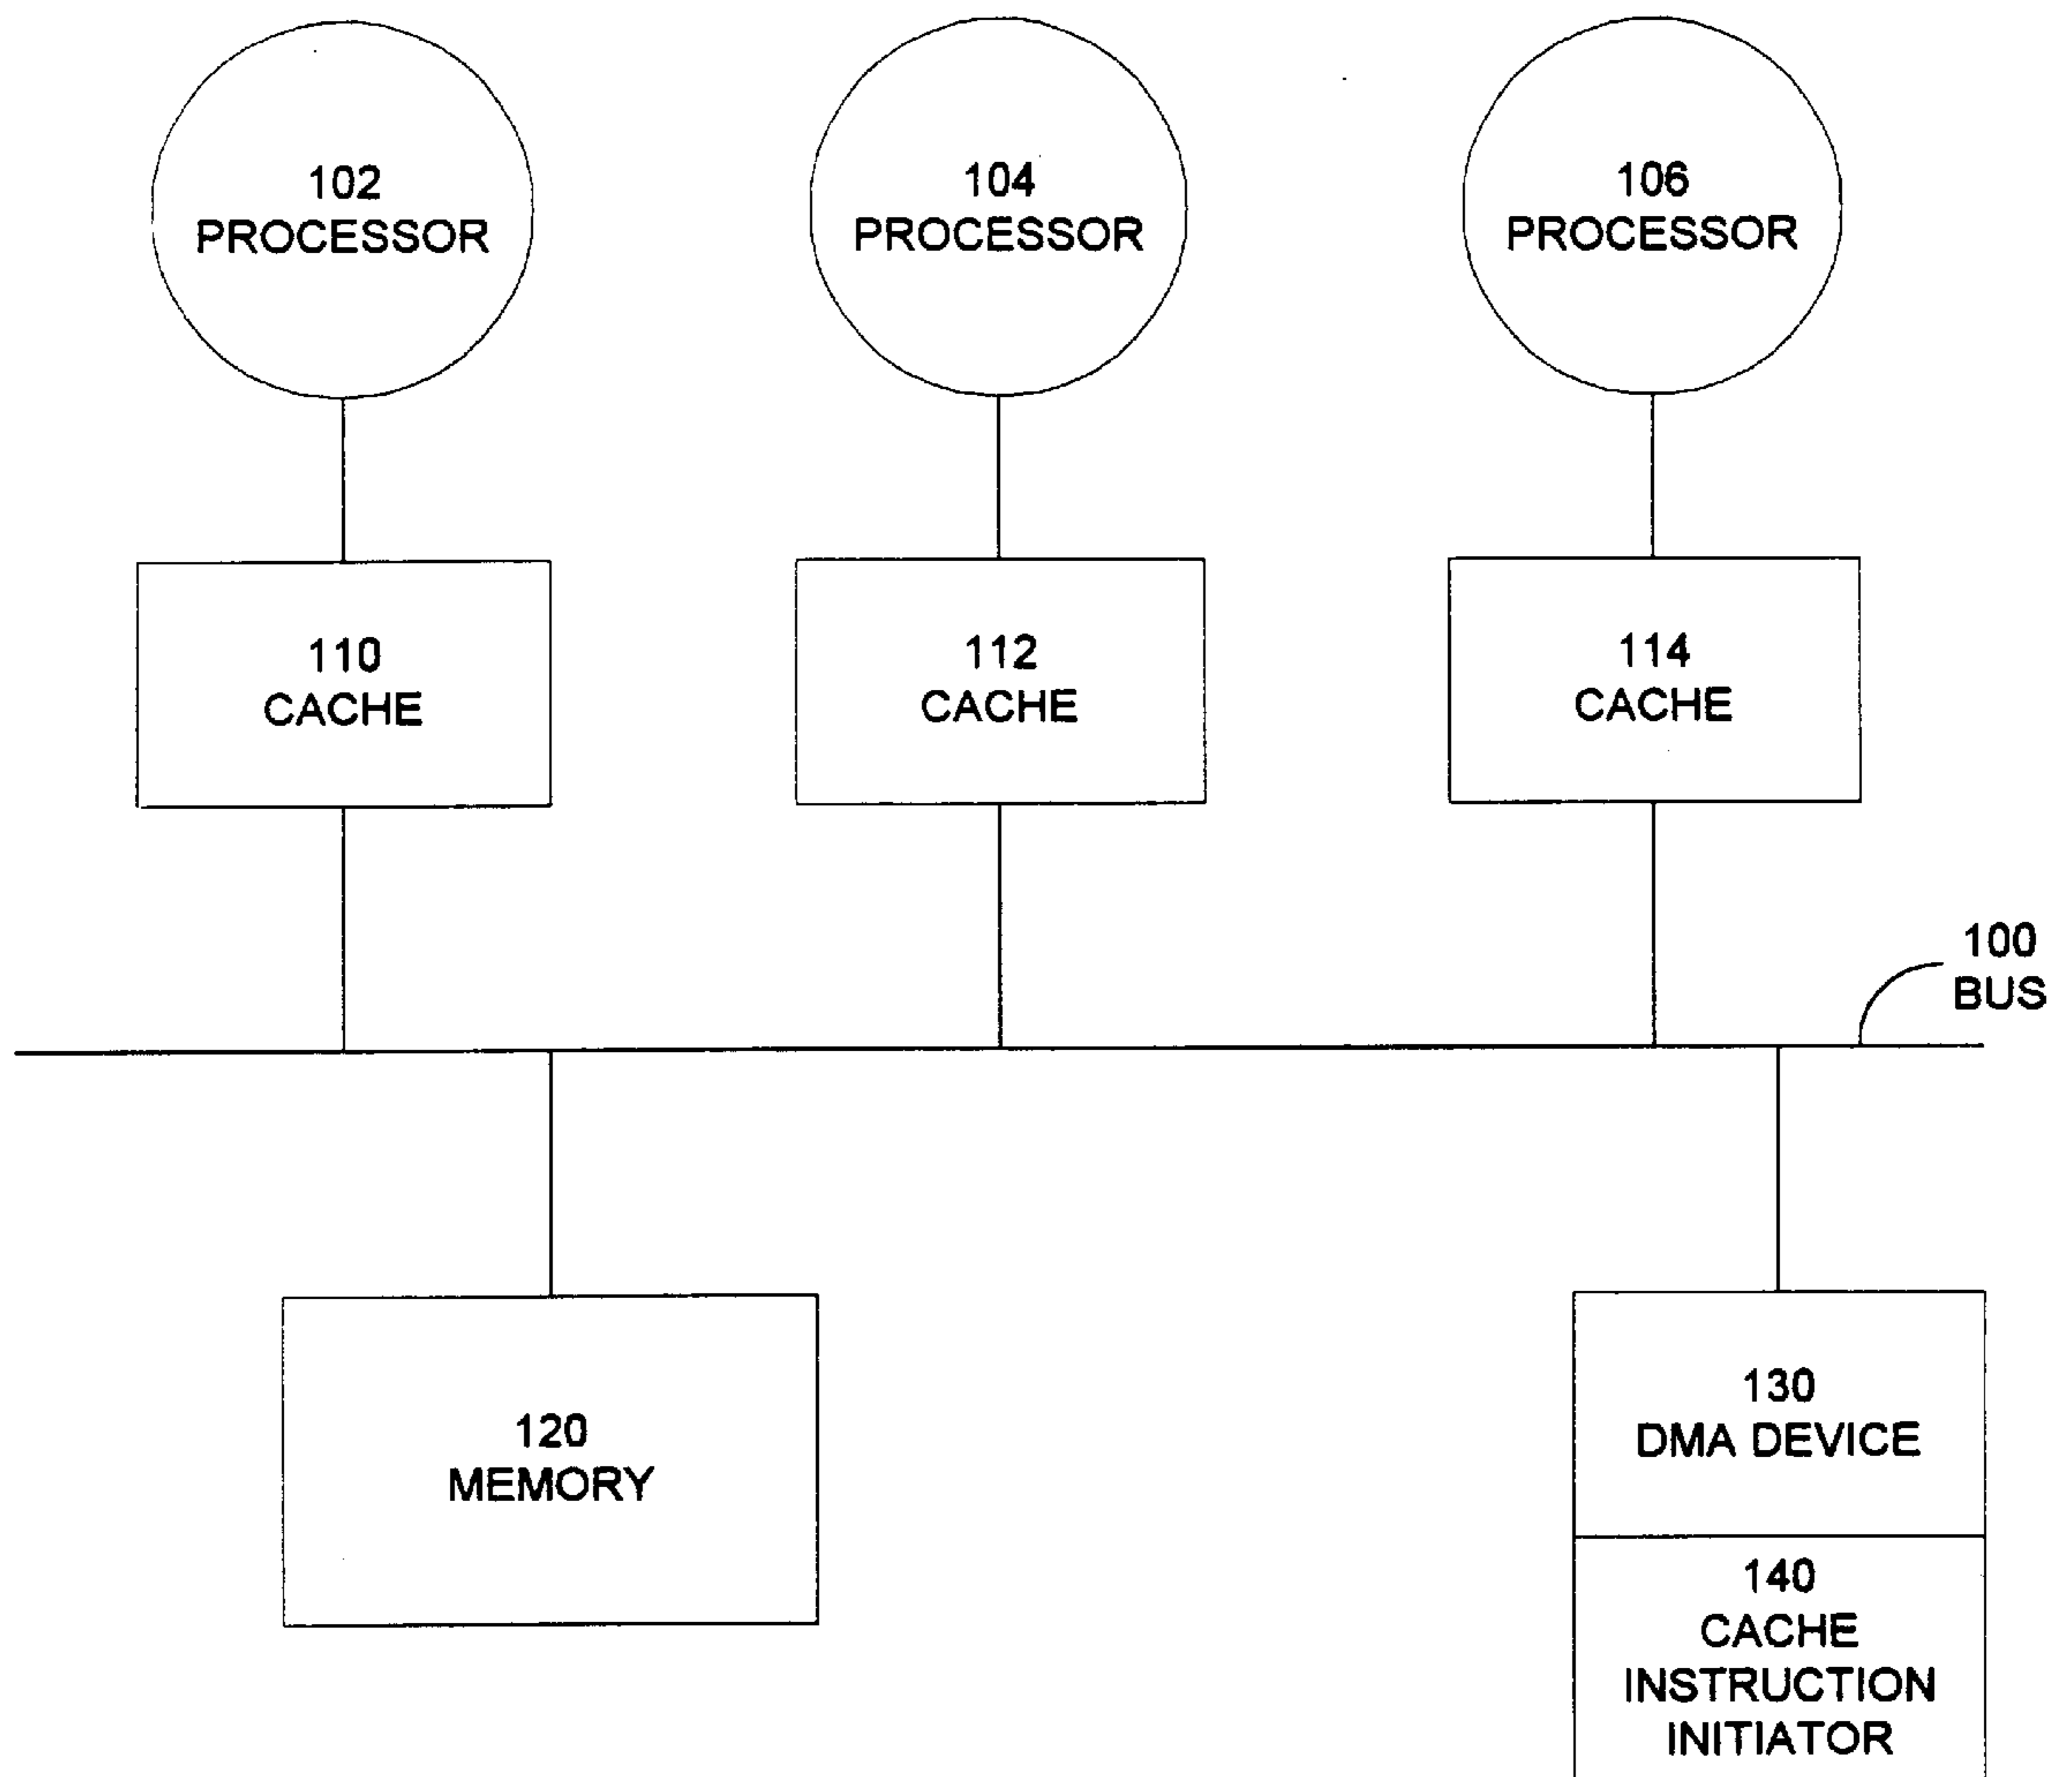 102
PROCESSOR
104
PROCESSOR
106
PROCESSOR
110
CACHE
112
CACHE
114
CACHE
100
BUS
120
MEMORY
130
DMA DEVICE
140
CACHE
INSTRUCTION
INITIATOR